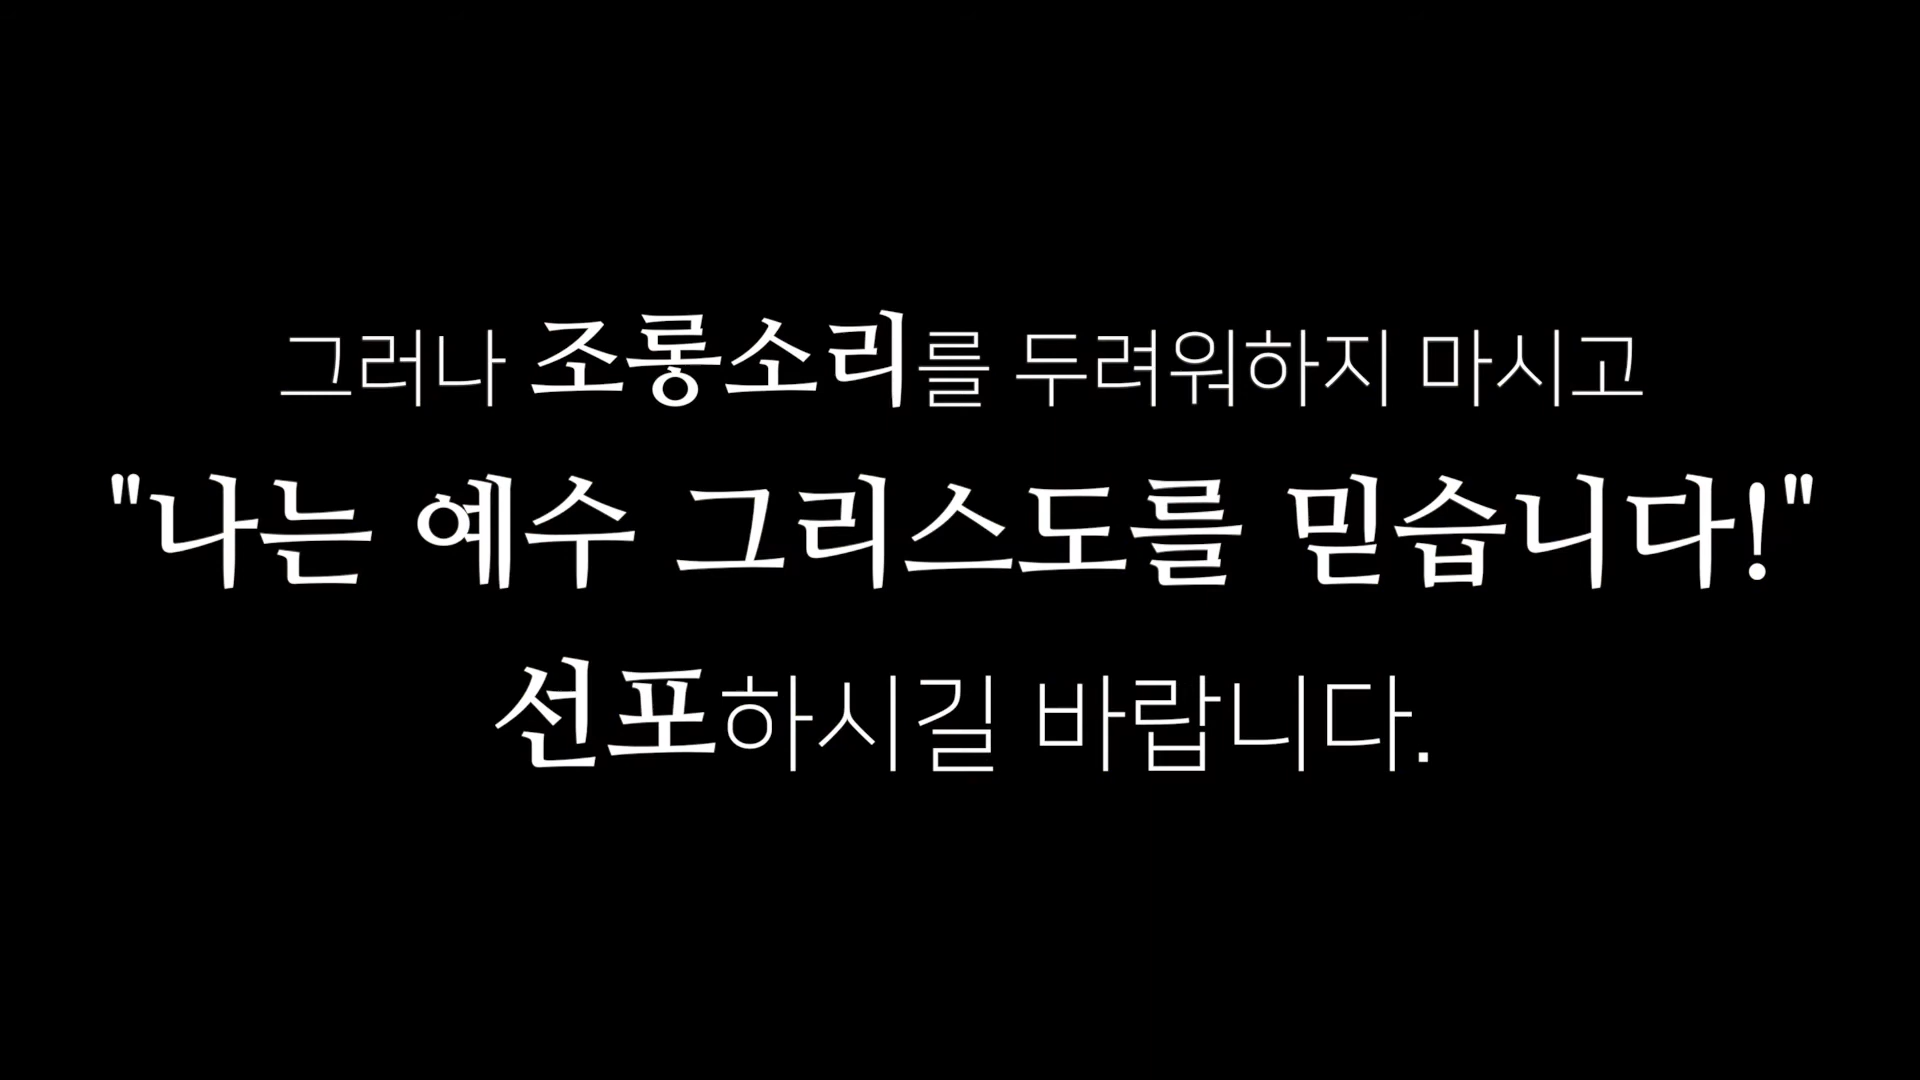 그러나 조롱소리를 두려워하지 마시고
"나는 예수 그리스도를 믿습니다!"
선포하시길 바랍니다.